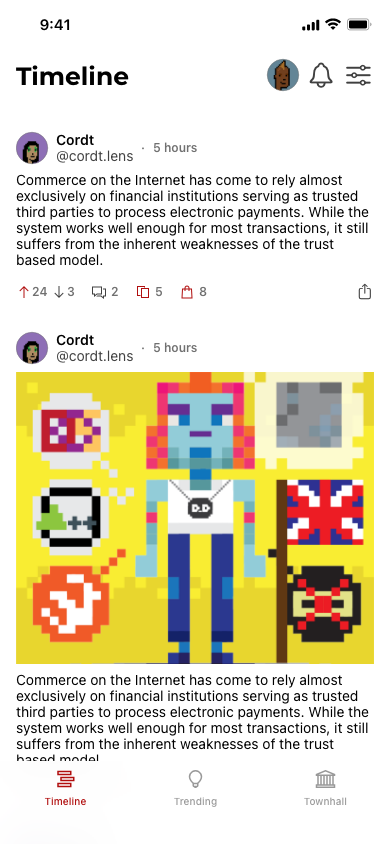 9:41
Timeline
Cordt
@cordt.lens · 5 hours
Commerce on the Internet has come to rely almost
exclusively on financial institutions serving as trusted
third parties to process electronic payments. While the
system works well enough for most transactions, it still
suffers from the inherent weaknesses of the trust
based model.
24 3 2 5 8
Cordt
@cordt.lens · 5 hours
D.D
Commerce on the Internet has come to rely almost
exclusively on financial institutions serving as trusted
third parties to process electronic payments. While the
system works well enough for most transactions, it still
suffers from the inherent weaknesses of the trust
based model.
Timeline Trending Townhall